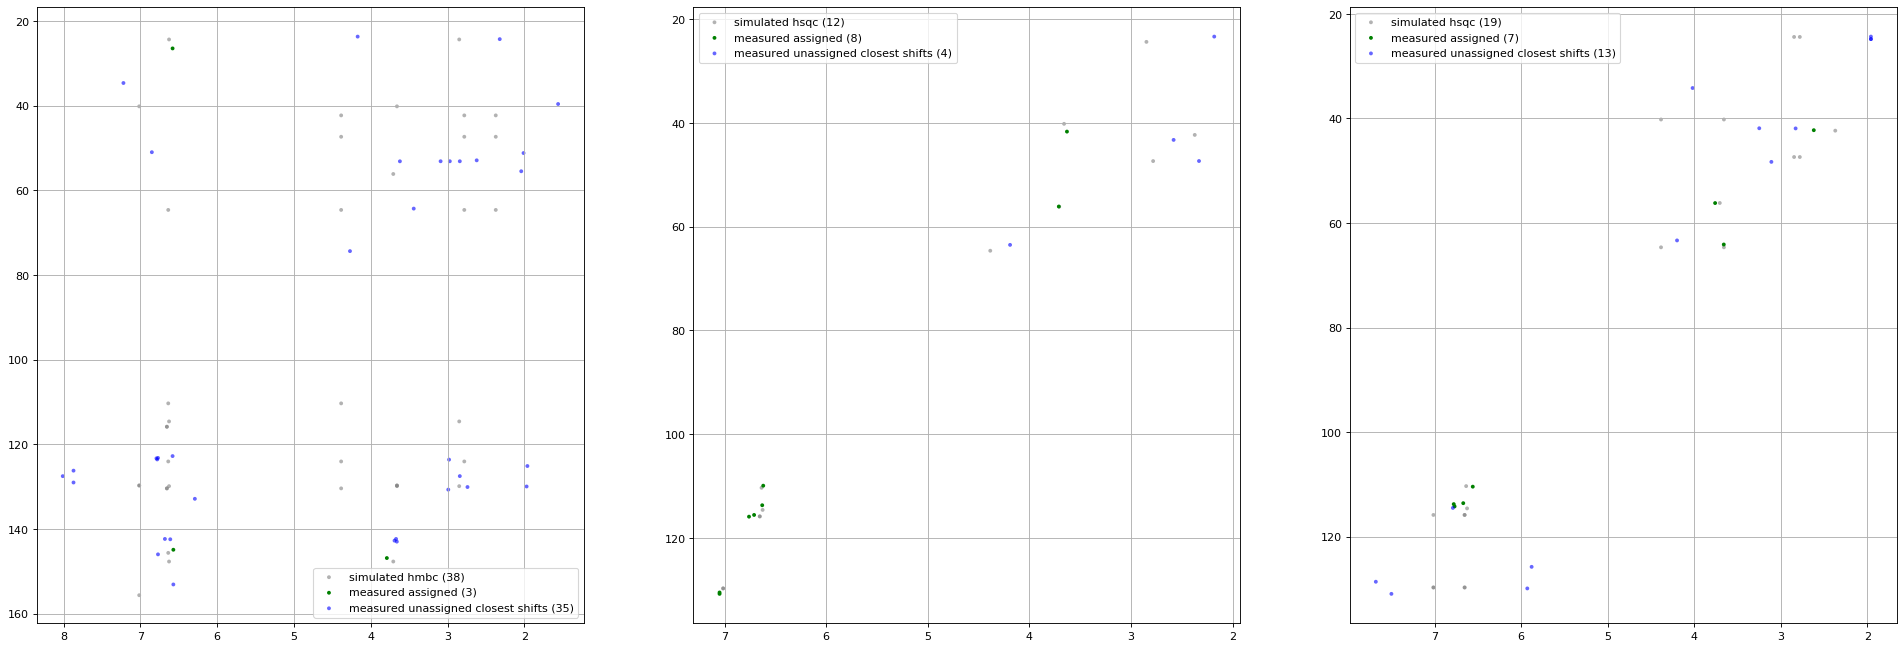 20
40
60
80
100
120
140
160
8 7 6 5 4 3 2
simulated hmbc (38)
measured assigned (3)
measured unassigned closest shifts (35)
simulated hsqc (12)
measured assigned (8)
measured unassigned closest shifts (4)
20
40
60
80
100
120
7 6 5 4 3 2
simulated hsqc (19)
measured assigned (7)
measured unassigned closest shifts (13)
20
40
60
80
100
120
7 6 5 4 3 2